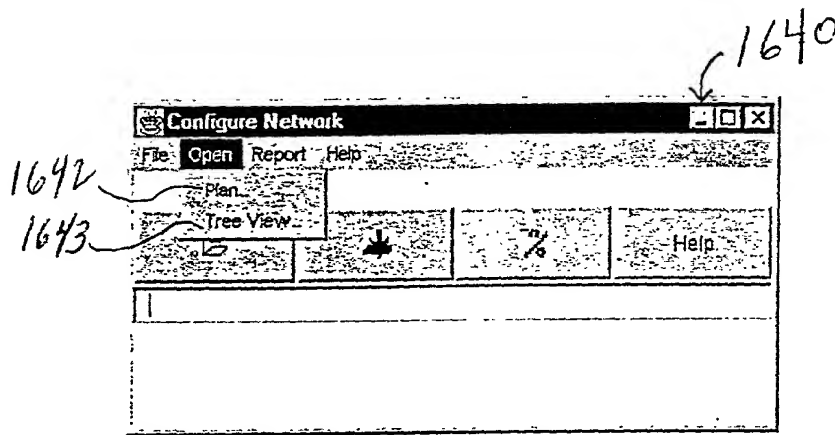 1640
Configure Network
File Open Report Help
1642
Plan...
1643
Tree View...
%
Help